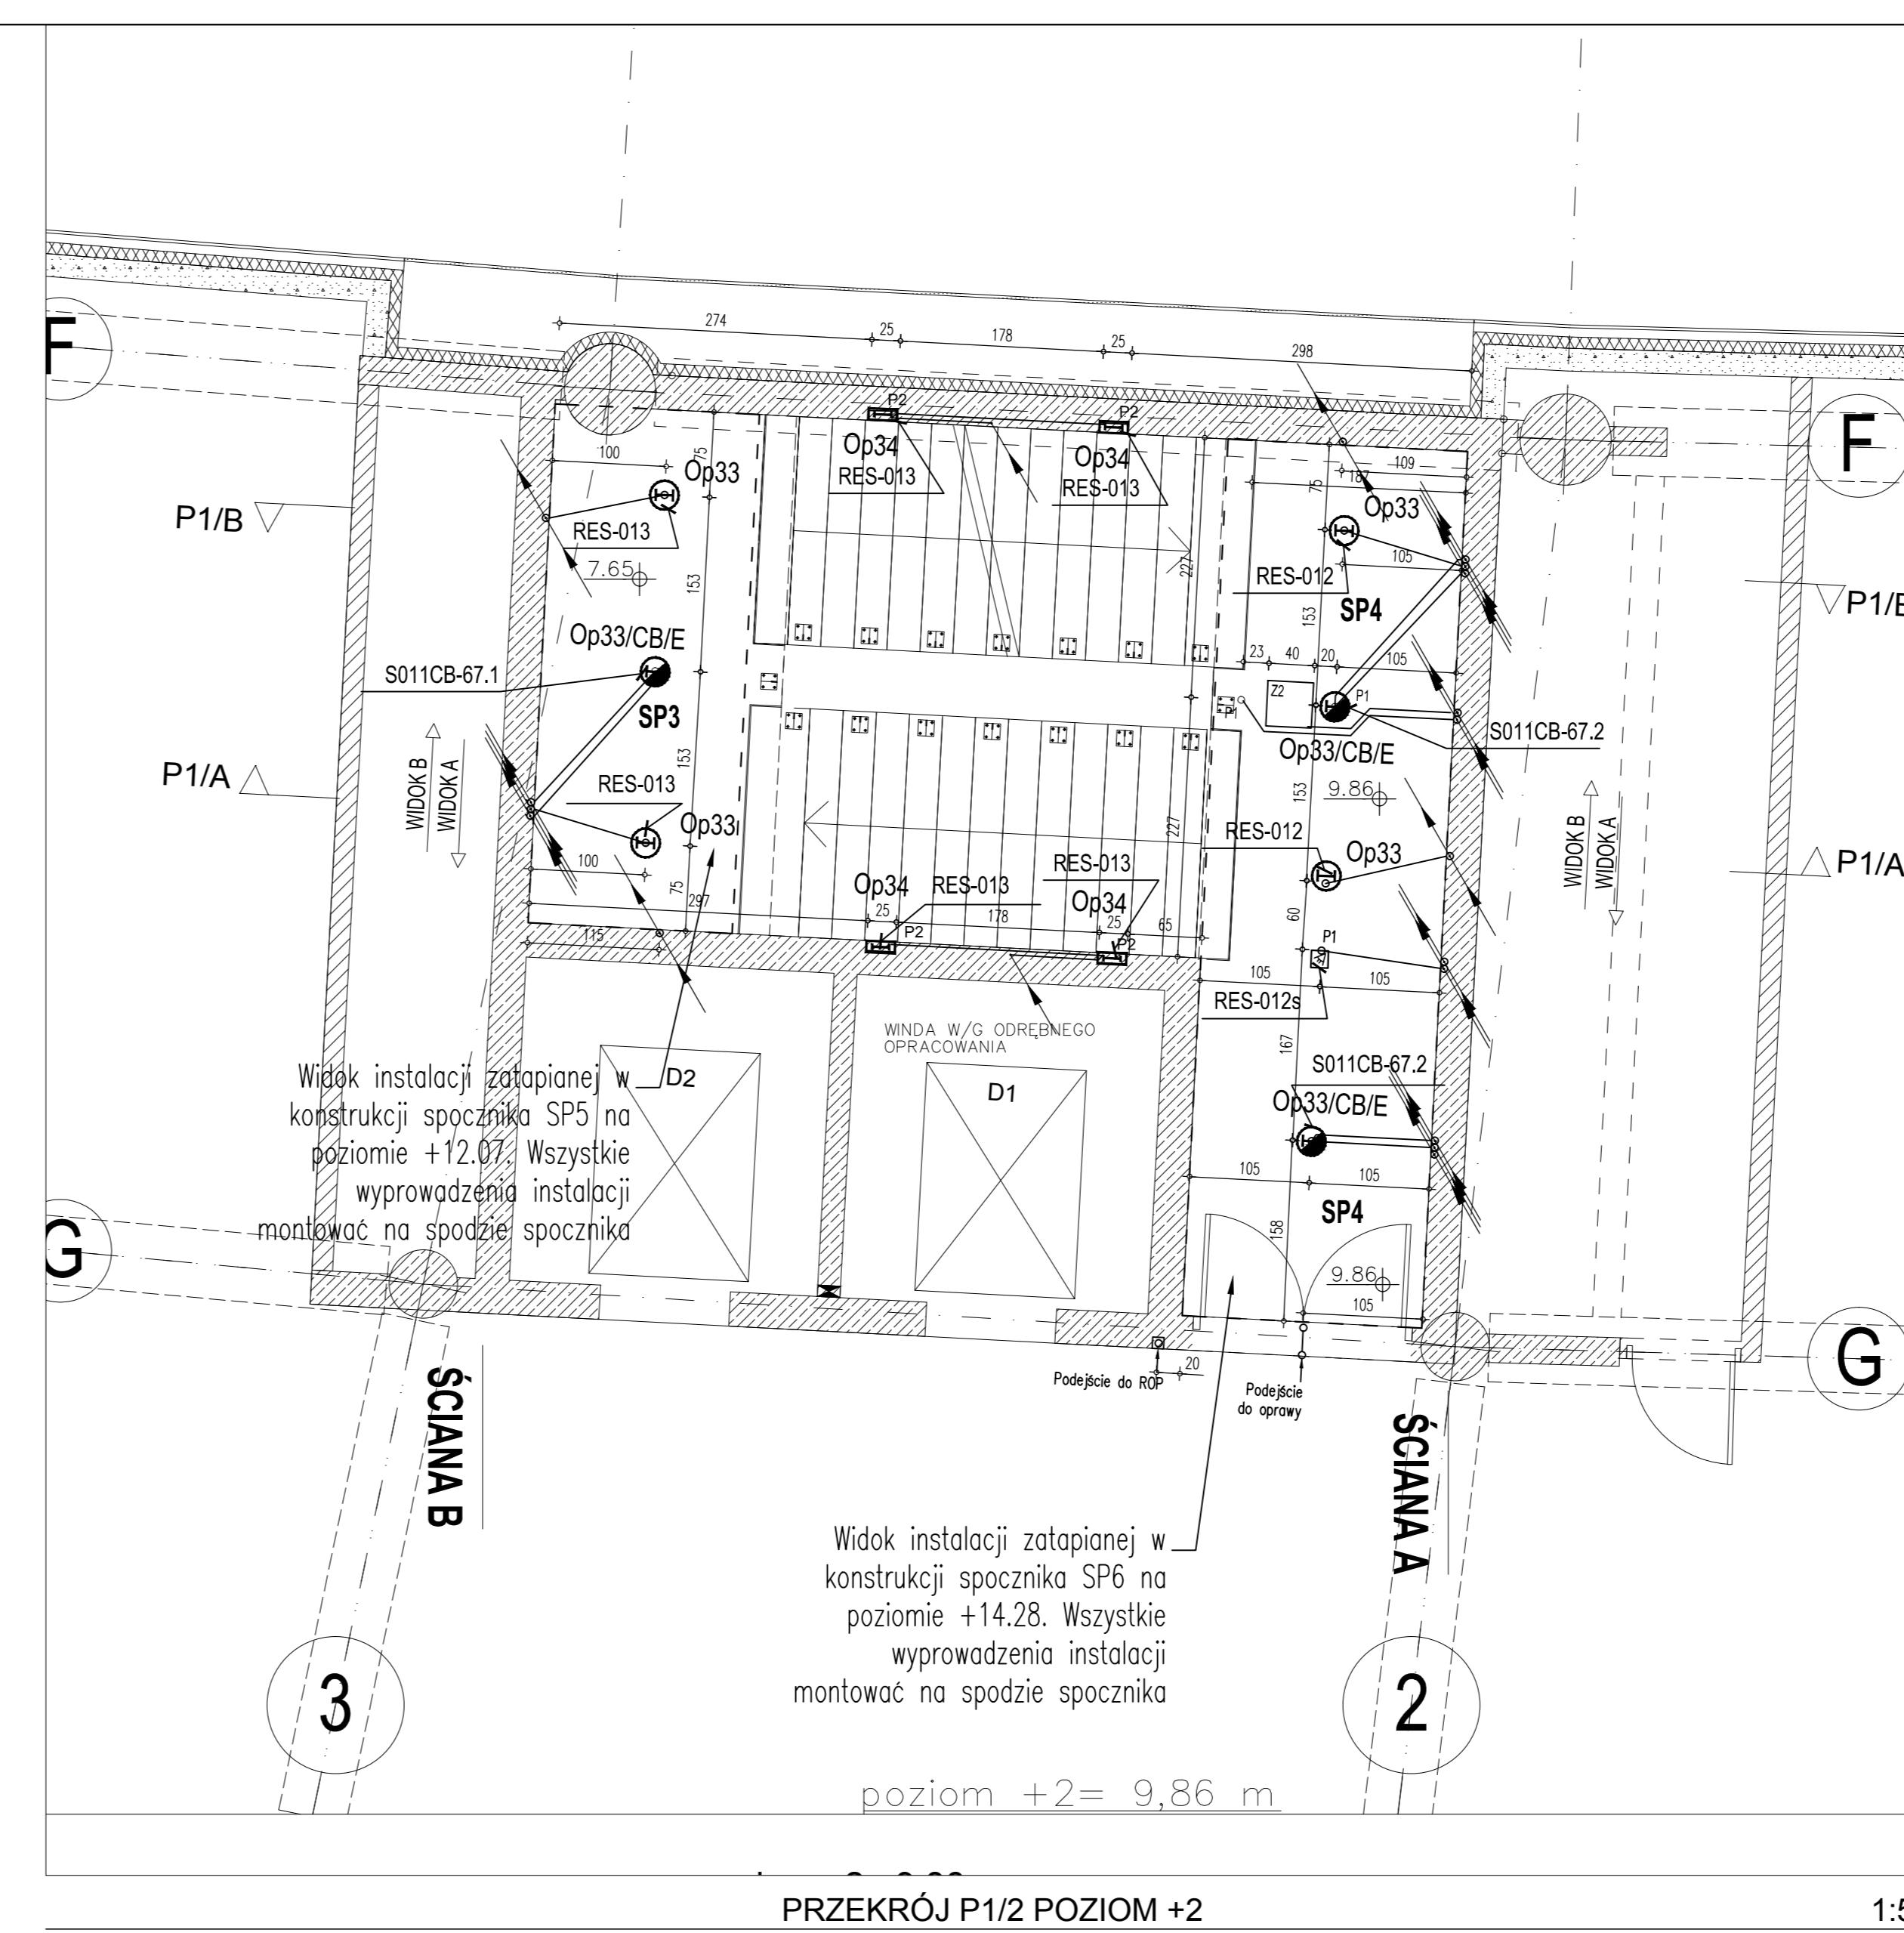 274
25
178
25
298
F
F
P2
P2
75
100
Op33
Op34
RES-013
Op34
RES-013
109
187
75
Op33
P1/B
RES-013
7.65
153
227
105
RES-012
SP4
153
P1/B
Op33/CB/E
S011CB-67.1
SP3
23
40
20
105
Z2
P1
P1
S011CB-67.2
Op33/CB/E
P1/A
WIDOK B
WIDOK A
153
RES-013
Op33
100
75
297
9.86
153
227
RES-012
Op33
WIDOK B
WIDOK A
P1/A
RES-013
Op34
RES-013
Op34
25
178
25
65
P2
P2
60
P1
115
105
105
RES-012s
WINDA W/G ODRĘBNEGO
OPRACOWANIA
167
S011CB-67.2
Op33/CB/E
D2
D1
Widok instalacji zatapianej w
konstrukcji spocznika SP5 na
poziomie +12.07. Wszystkie
wyprowadzenia instalacji
montować na spodzie spocznika
105
105
SP4
158
9.86
105
G
G
Podejście do ROP
20
Podejście
do oprawy
ŚCIANA B
ŚCIANA A
Widok instalacji zatapianej w
konstrukcji spocznika SP6 na
poziomie +14.28. Wszystkie
wyprowadzenia instalacji
montować na spodzie spocznika
3
2
poziom +2= 9,86 m
PRZEKRÓJ P1/2 POZIOM +2
1:5